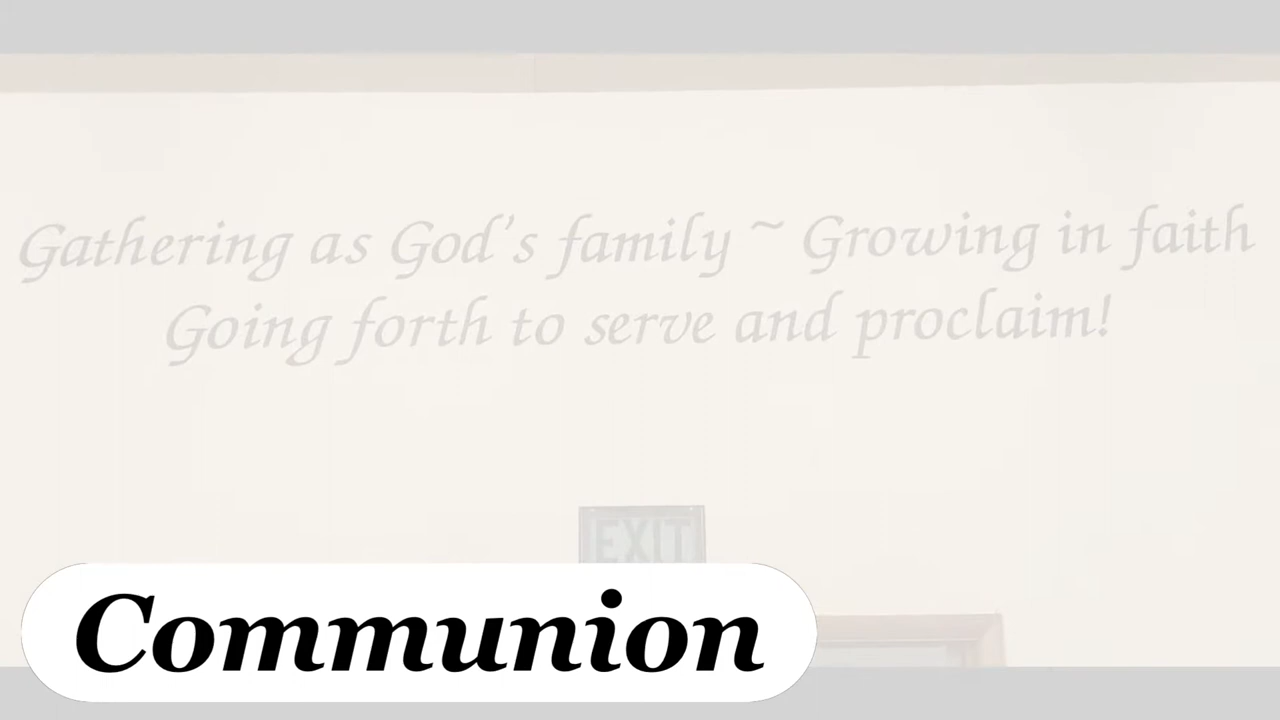 Gathering as God's family ~ Growing in faith
Going forth to serve and proclaim!
EXIT
Communion